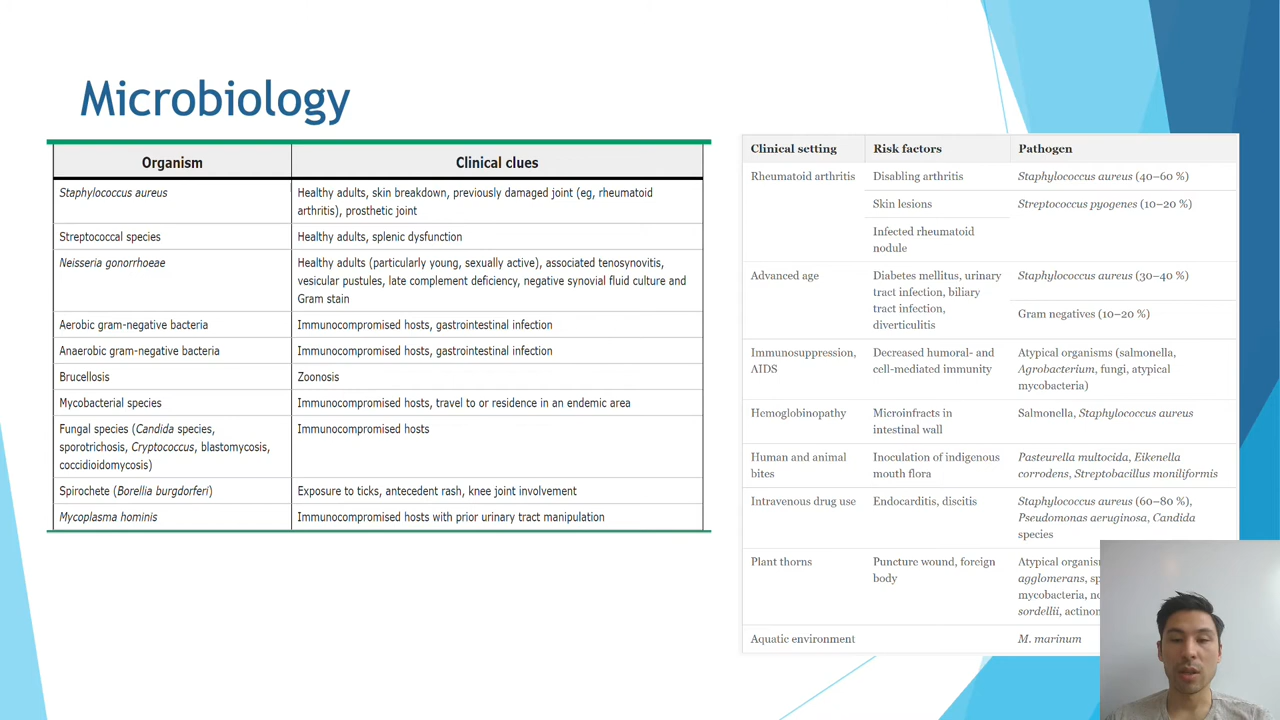 Microbiology
Organism Clinical clues
Staphylococcus aureus Healthy adults, skin breakdown, previously damaged joint (eg, rheumatoid
arthritis), prosthetic joint
Streptococcal species Healthy adults, splenic dysfunction
Neisseria gonorrhoeae Healthy adults (particularly young, sexually active), associated tenosynovitis,
vesicular pustules, late complement deficiency, negative synovial fluid culture and
Gram stain
Aerobic gram-negative bacteria Immunocompromised hosts, gastrointestinal infection
Anaerobic gram-negative bacteria Immunocompromised hosts, gastrointestinal infection
Brucellosis Zoonosis
Mycobacterial species Immunocompromised hosts, travel to or residence in an endemic area
Fungal species (Candida species, Immunocompromised hosts
sporotrichosis, Cryptococcus, blastomycosis,
coccidioidomycosis)
Spirochete (Borellia burgdorferi) Exposure to ticks, antecedent rash, knee joint involvement
Mycoplasma hominis Immunocompromised hosts with prior urinary tract manipulation
Clinical setting Risk factors Pathogen
Rheumatoid arthritis Disabling arthritis Staphylococcus aureus (40–60 %)
Skin lesions Streptococcus pyogenes (10–20 %)
Infected rheumatoid
nodule
Advanced age Diabetes mellitus, urinary Staphylococcus aureus (30–40 %)
tract infection, biliary
tract infection, Gram negatives (10–20 %)
diverticulitis
Immunosuppression, Decreased humoral- and Atypical organisms (salmonella,
AIDS cell-mediated immunity Agrobacterium, fungi, atypical
mycobacteria)
Hemoglobinopathy Microinfracts in Salmonella, Staphylococcus aureus
intestinal wall
Human and animal Inoculation of indigenous Pasteurella multocida, Eikenella
bites mouth flora corrodens, Streptobacillus moniliformis
Intravenous drug use Endocarditis, discitis Staphylococcus aureus (60–80 %),
Pseudomonas aeruginosa, Candida
species
Plant thorns Puncture wound, foreign Atypical
body agglomerans,
mycobacteria,
sordellii,
Aquatic environment M. marinum